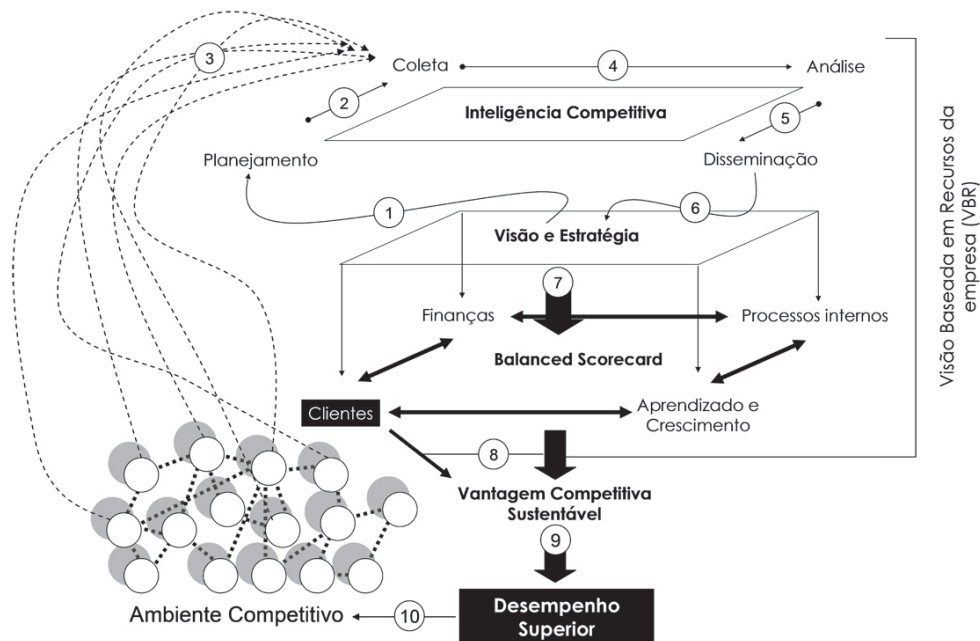 3
Coleta
4
Análise
2
Inteligência Competitiva
5
Planejamento
Disseminação
1
6
Visão e Estratégia
7
Finanças
Processos internos
Balanced Scorecard
Clientes
Aprendizado e
Crescimento
8
Vantagem Competitiva
Sustentável
9
Ambiente Competitivo
10
Desempenho
Superior
Visão Baseada em Recursos da
empresa (VBR)